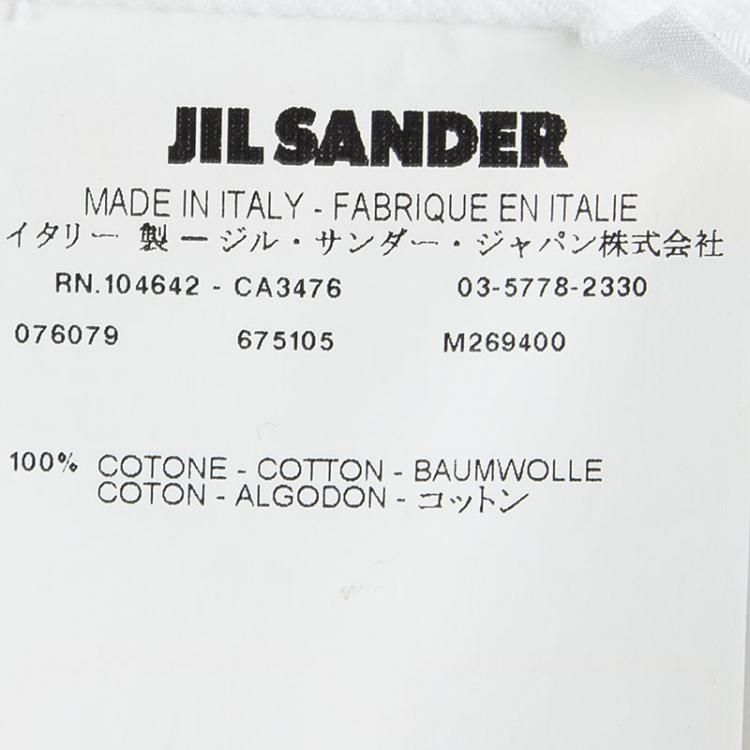 JIL SANDER
MADE IN ITALY - FABRIQUE EN ITALIE
イタリー 製 ー ジル・サンダー・ジャパン株式会社
RN.104642 - CA3476 03-5778-2330
076079 675105 M269400
100% COTONE - COTTON - BAUMWOLLE
COTON - ALGODON - コットン